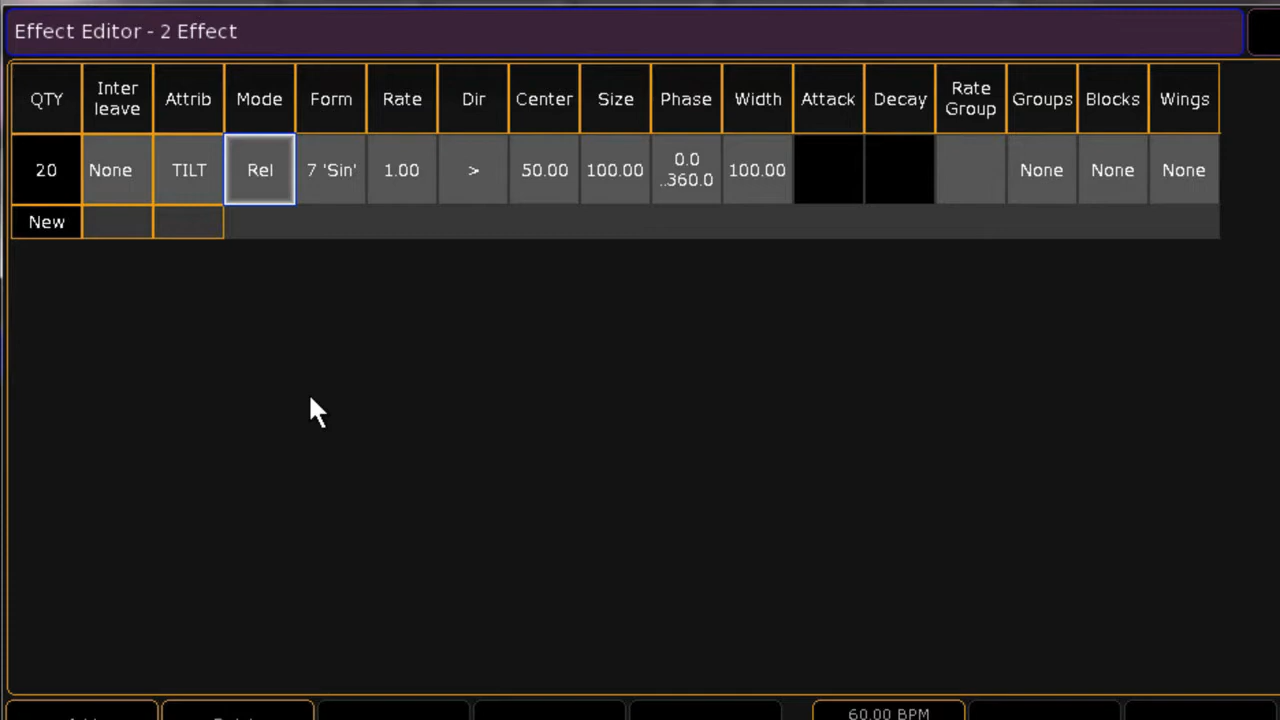 Effect Editor - 2 Effect
QTY Inter leave Attrib Mode Form Rate Dir Center Size Phase Width Attack Decay Rate Group Groups Blocks Wings
20 None TILT Rel 7 'Sin' 1.00 > 50.00 100.00 0.0 ..360.0 100.00 None None None
New
60.00 BPM